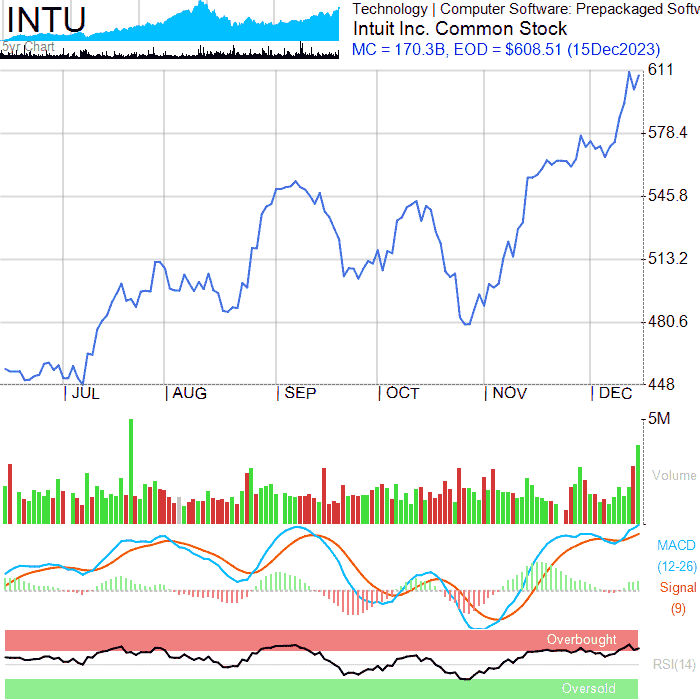 INTU
5yr Chart
Technology | Computer Software: Prepackaged Softw
Intuit Inc. Common Stock
MC = 170.3B, EOD = $608.51 (15Dec2023)
611
578.4
545.8
513.2
480.6
448
JUL AUG SEP OCT NOV DEC
5M
Volume
MACD
(12-26)
Signal
(9)
Overbought
RSI(14)
Oversold